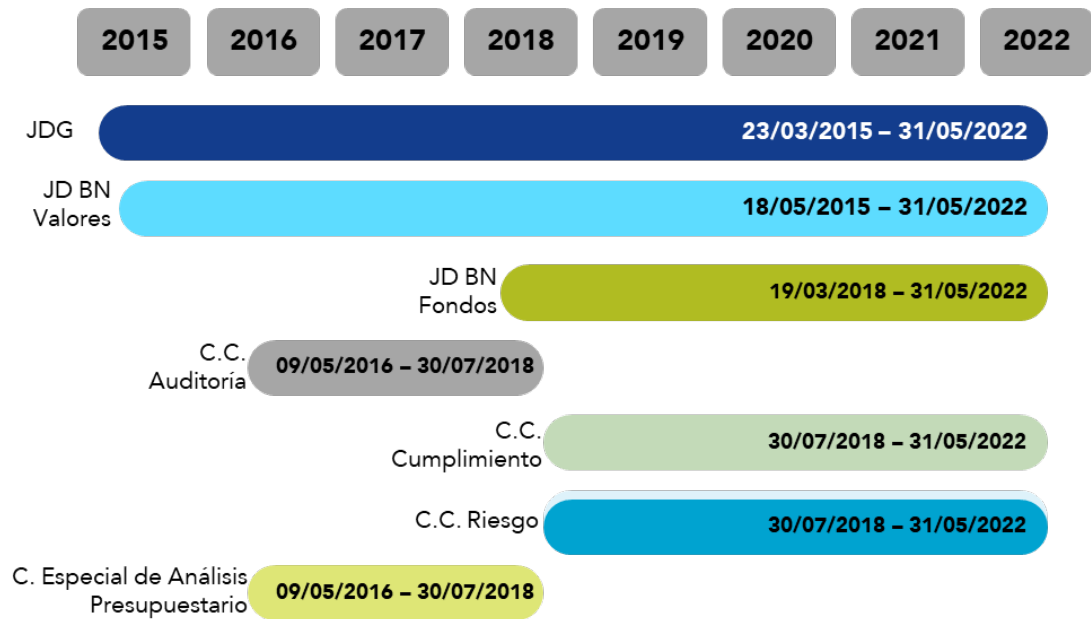 2015 2016 2017 2018 2019 2020 2021 2022
JDG
23/03/2015 – 31/05/2022
JD BN
Valores
18/05/2015 – 31/05/2022
JD BN
Fondos
19/03/2018 – 31/05/2022
C.C.
Auditoría
09/05/2016 – 30/07/2018
C.C.
Cumplimiento
30/07/2018 – 31/05/2022
C.C. Riesgo
30/07/2018 – 31/05/2022
C. Especial de Análisis
Presupuestario
09/05/2016 – 30/07/2018